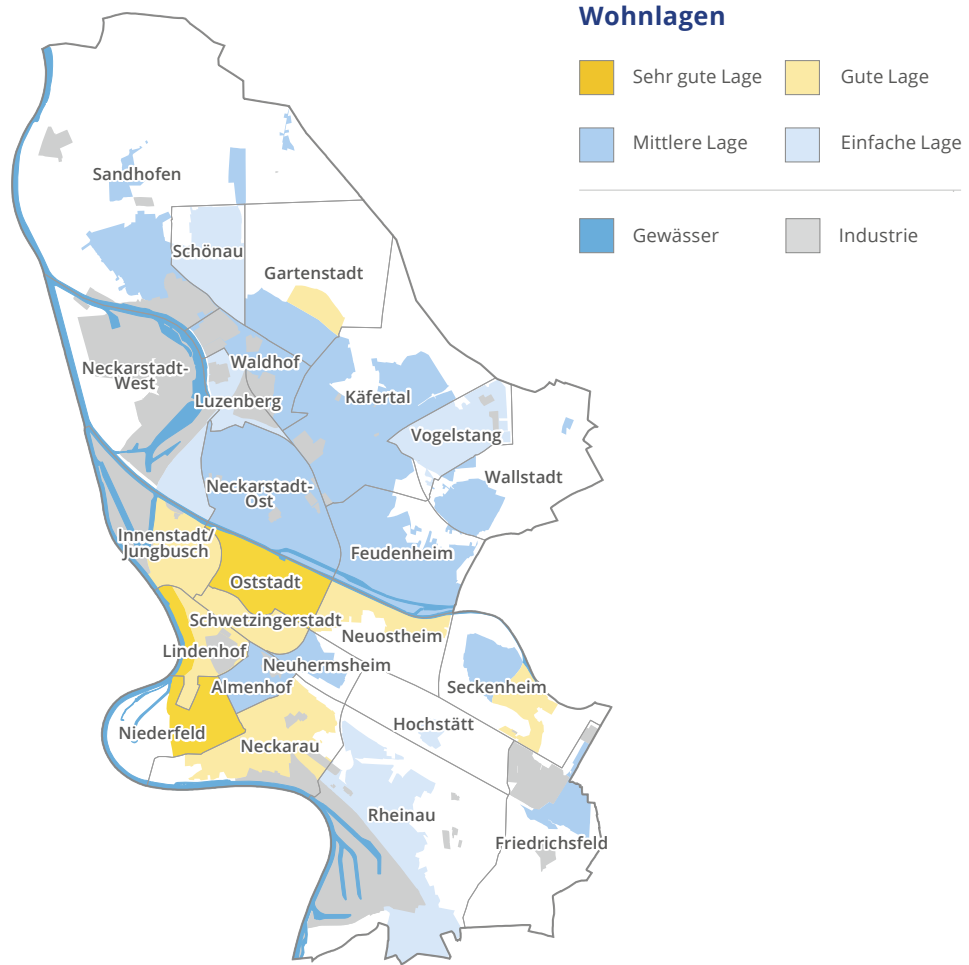 Wohnlagen
Sehr gute Lage
Gute Lage
Mittlere Lage
Einfache Lage
Gewässer
Industrie
Sandhofen
Schönau
Gartenstadt
Neckarstadt-
West
Waldhof
Luzenberg
Käfertal
Vogelstang
Wallstadt
Neckarstadt-
Ost
Innenstadt/
Jungbusch
Feudenheim
Oststadt
Schwetzingerstadt
Neuostheim
Lindenhof
Neuhermsheim
Almenhof
Seckenheim
Hochstätt
Niederfeld
Neckarau
Rheinau
Friedrichsfeld